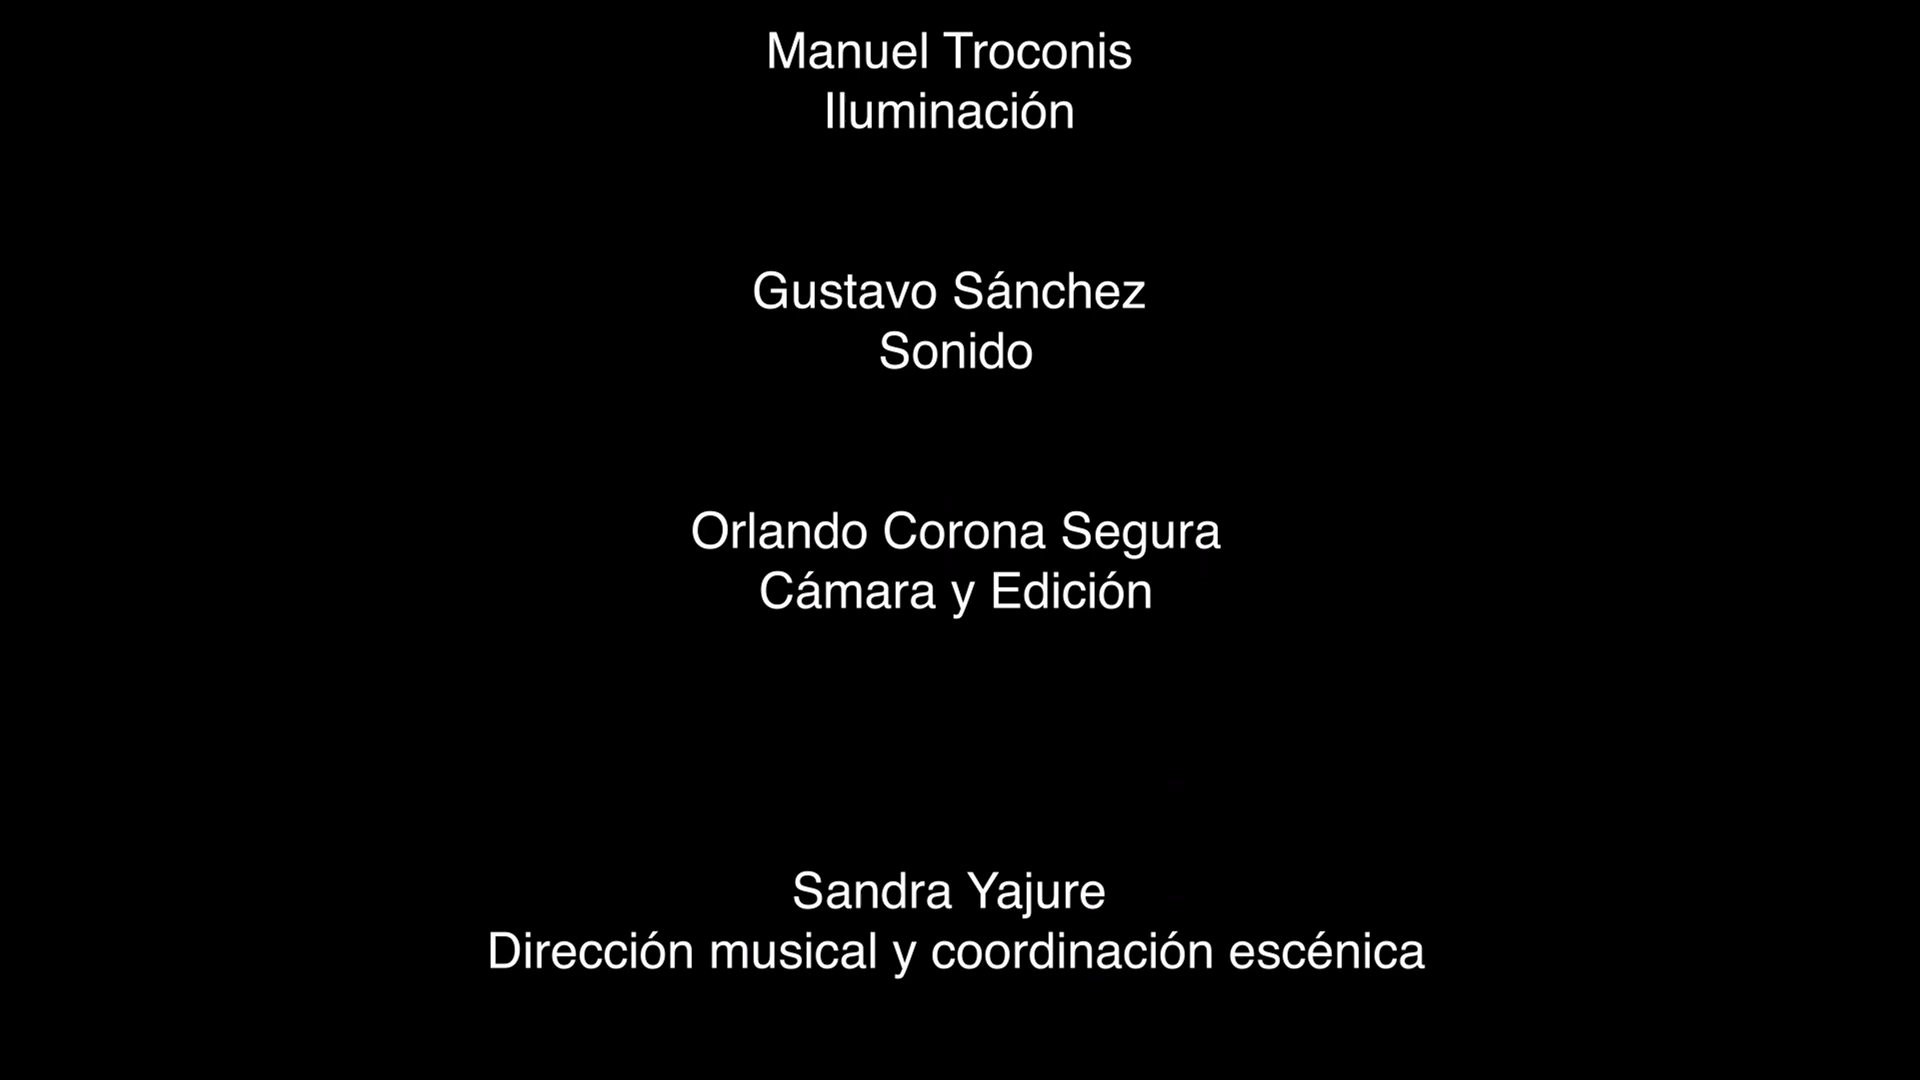 Manuel Troconis
Iluminación
Gustavo Sánchez
Sonido
Orlando Corona Segura
Cámara y Edición
Sandra Yajure
Dirección musical y coordinación escénica